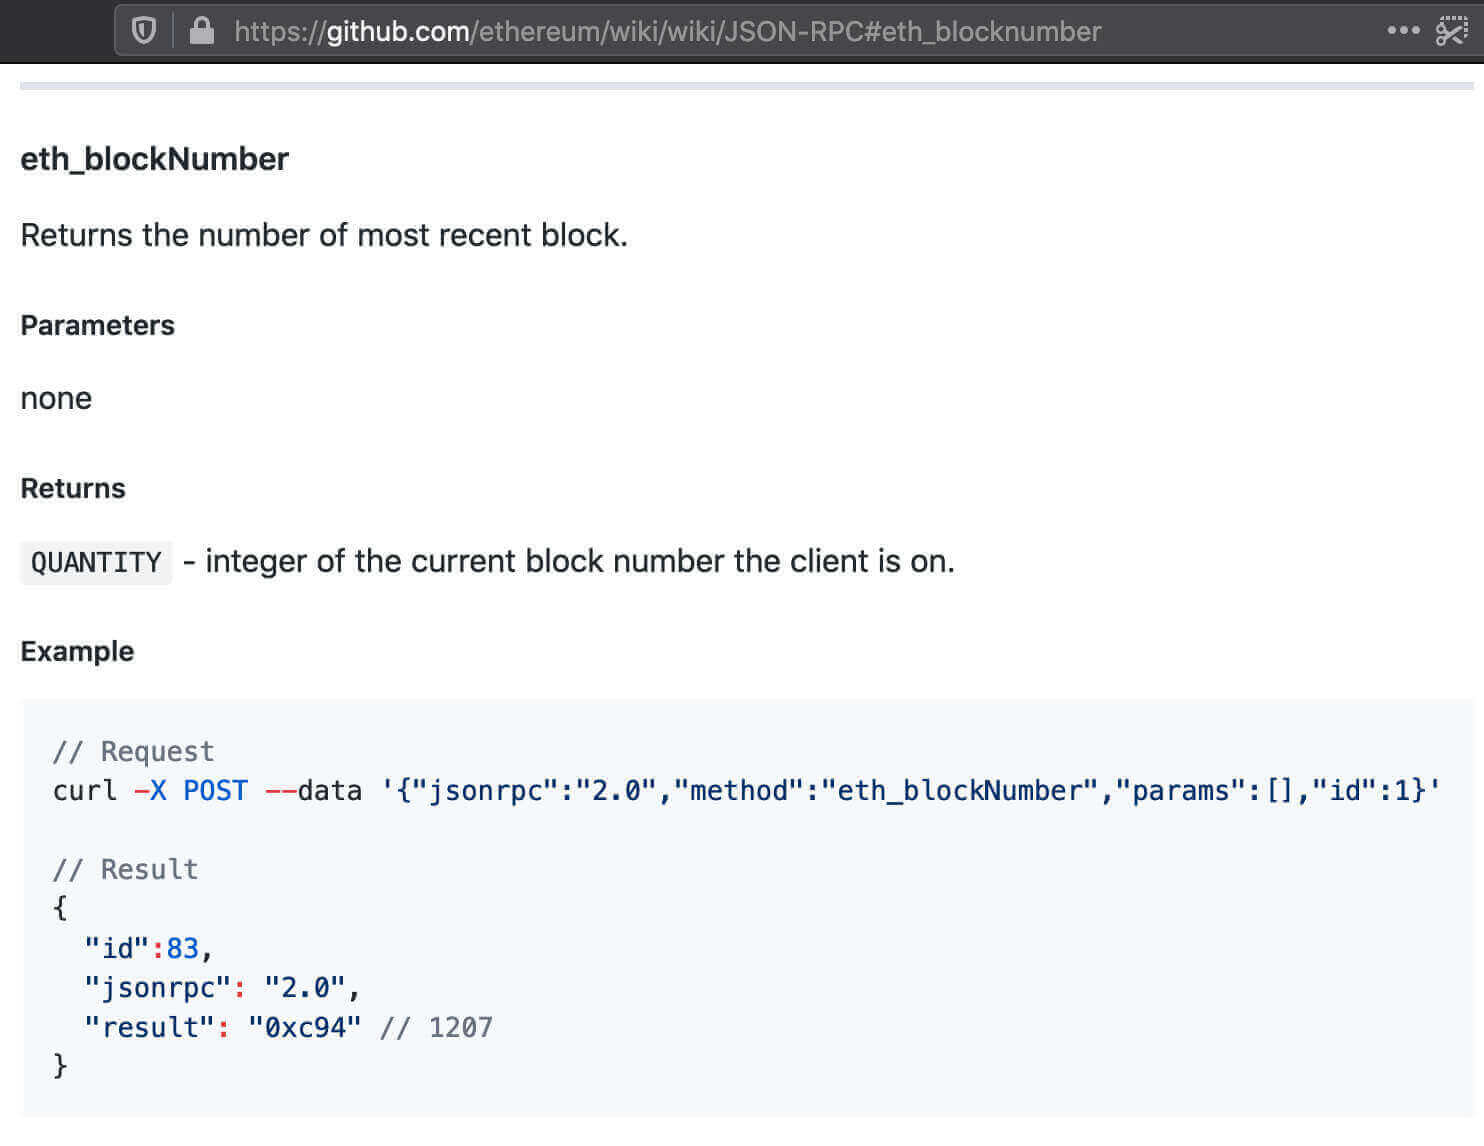 https://github.com/ethereum/wiki/wiki/JSON-RPC#eth_blocknumber
eth_blockNumber
Returns the number of most recent block.
Parameters
none
Returns
QUANTITY - integer of the current block number the client is on.
Example
// Request
curl -X POST --data '{"jsonrpc":"2.0","method":"eth_blockNumber","params":[],"id":1}'
// Result
{
"id":83,
"jsonrpc": "2.0",
"result": "0xc94" // 1207
}